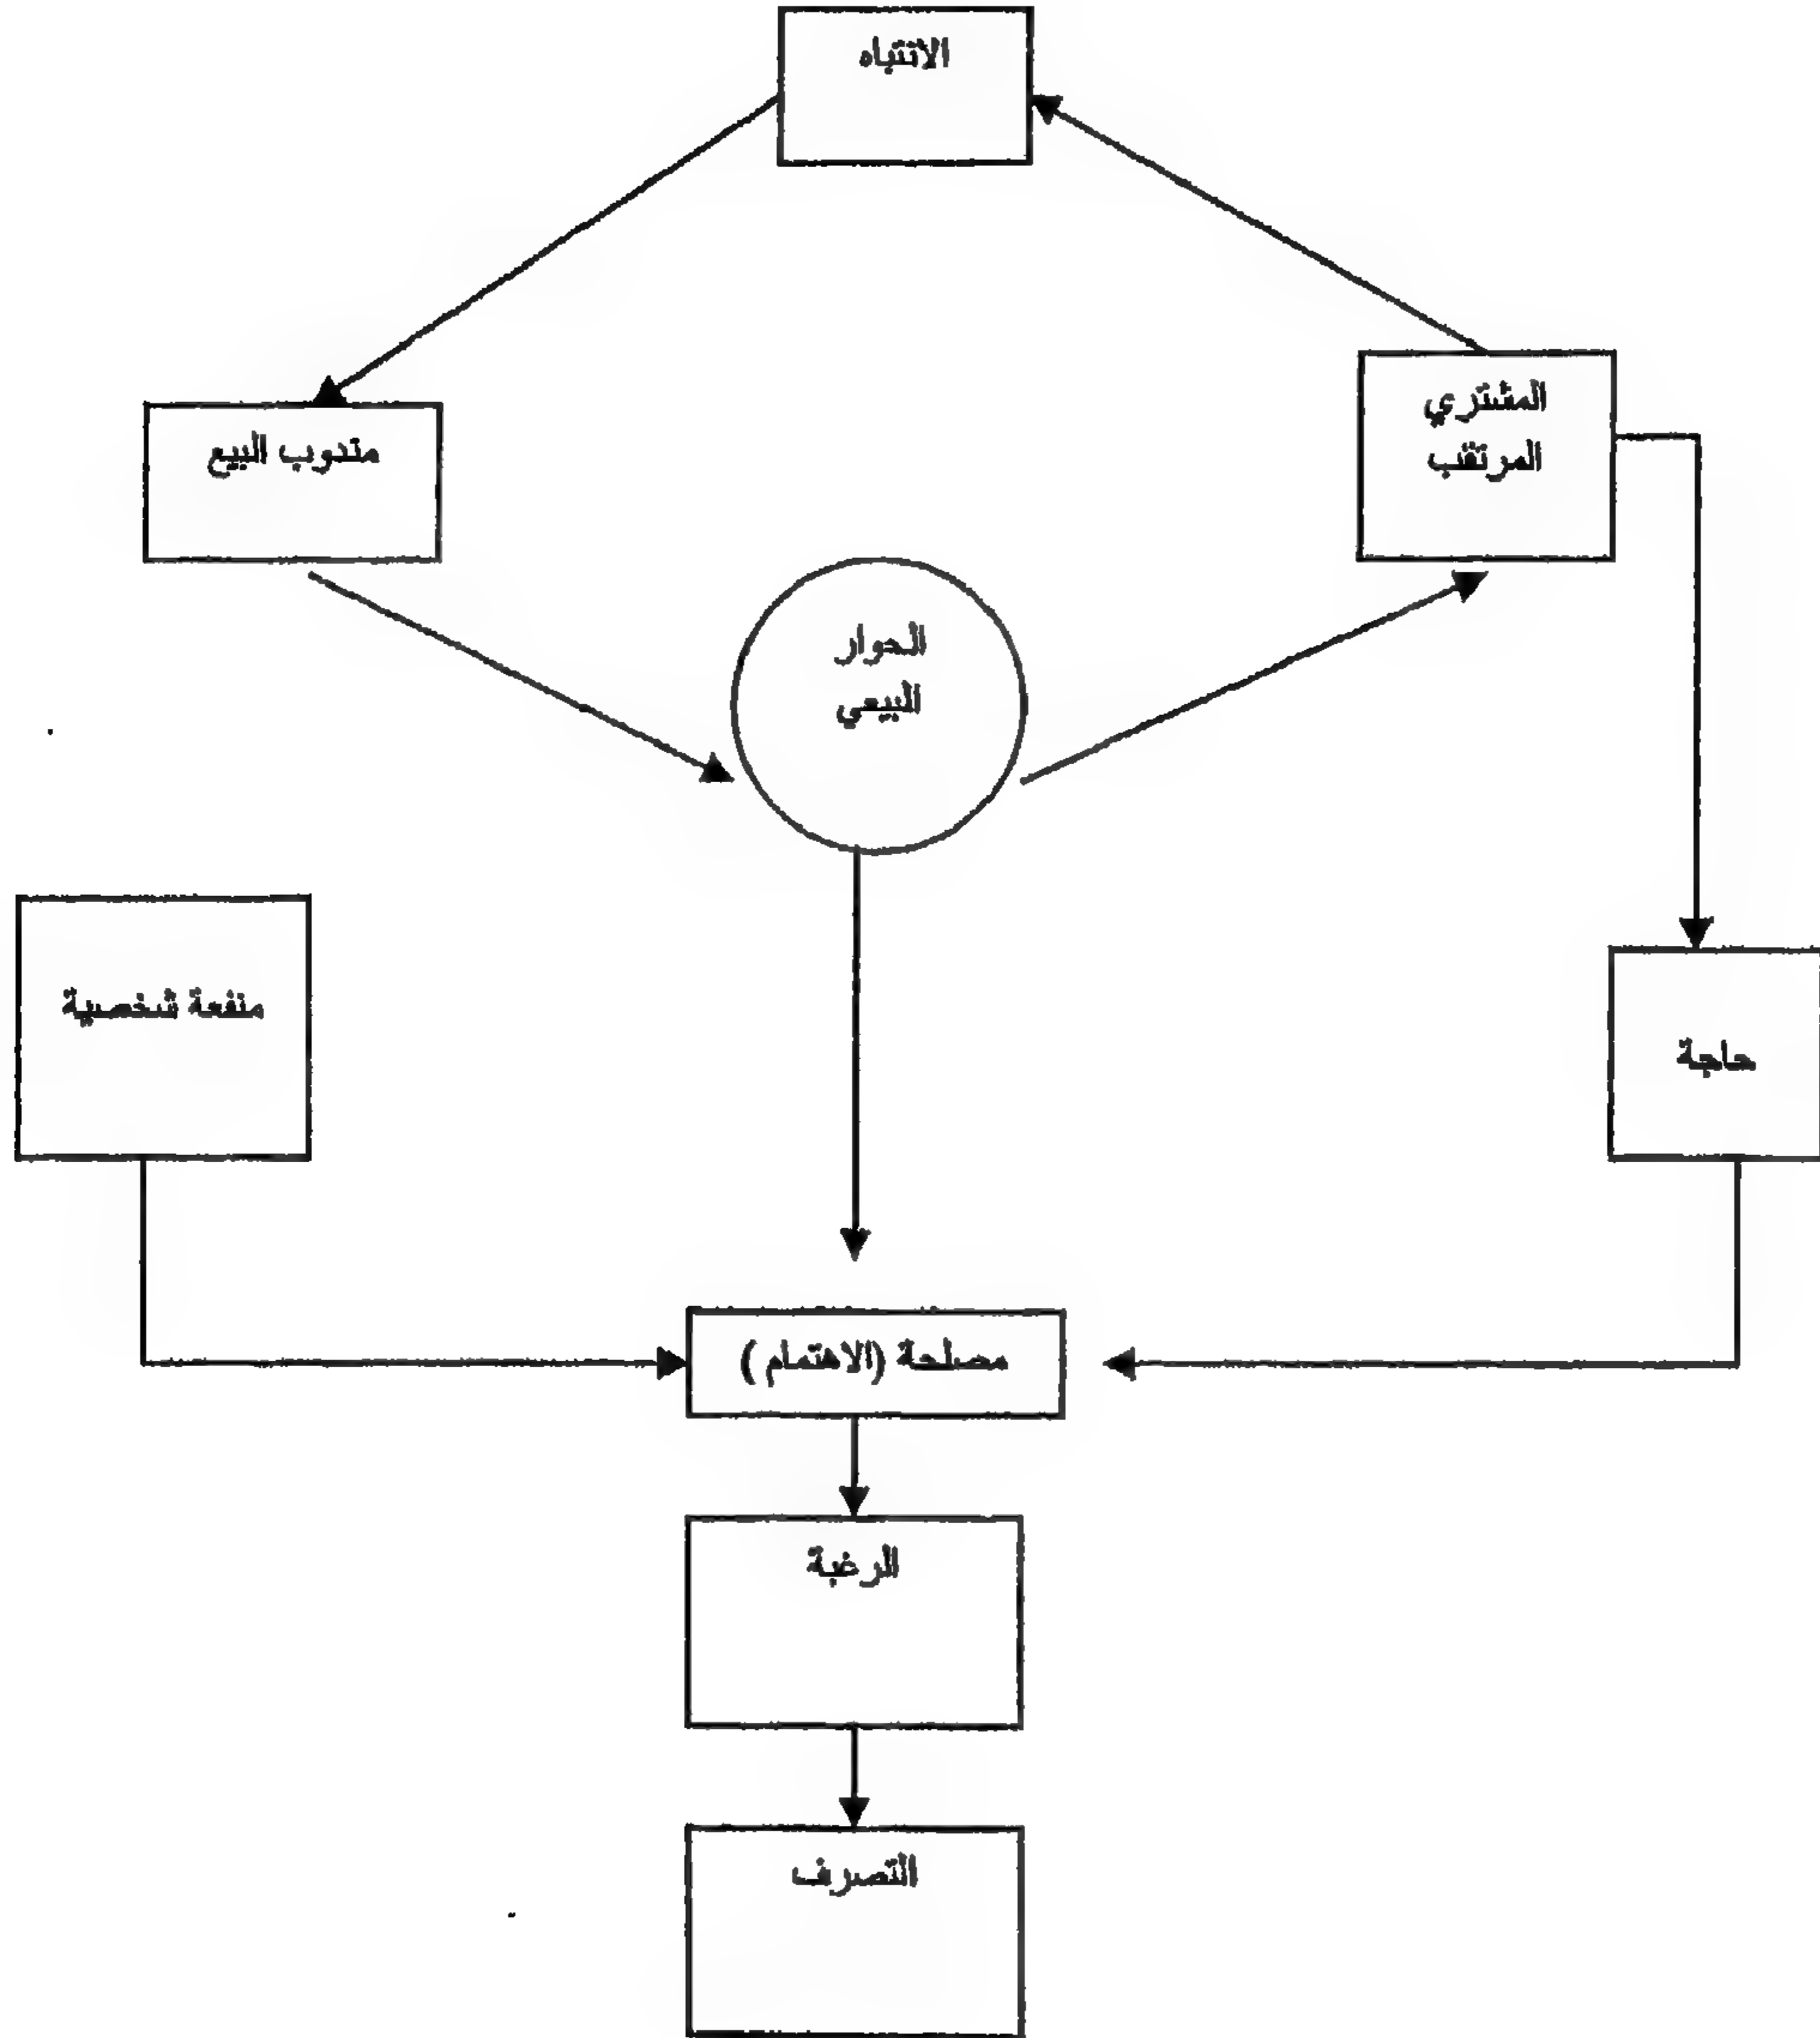 الانتباه
المشتري
المرتقب
مندوب البيع
الحوار
البيعي
منفعة شخصية
حاجة
مصلحة (الاهتمام)
الرغبة
التصرف